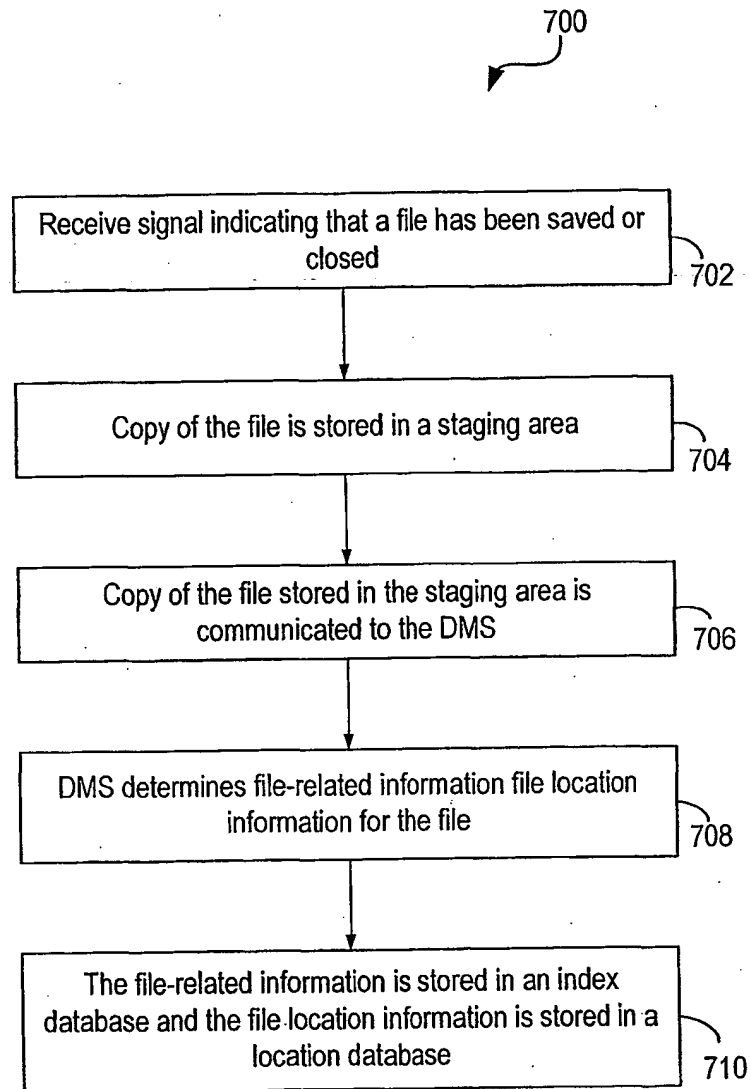 700
Receive signal indicating that a file has been saved or
closed
702
Copy of the file is stored in a staging area
704
Copy of the file stored in the staging area is
communicated to the DMS
706
DMS determines file-related information file location
information for the file
708
The file-related information is stored in an index
database and the file location information is stored in a
location database
710